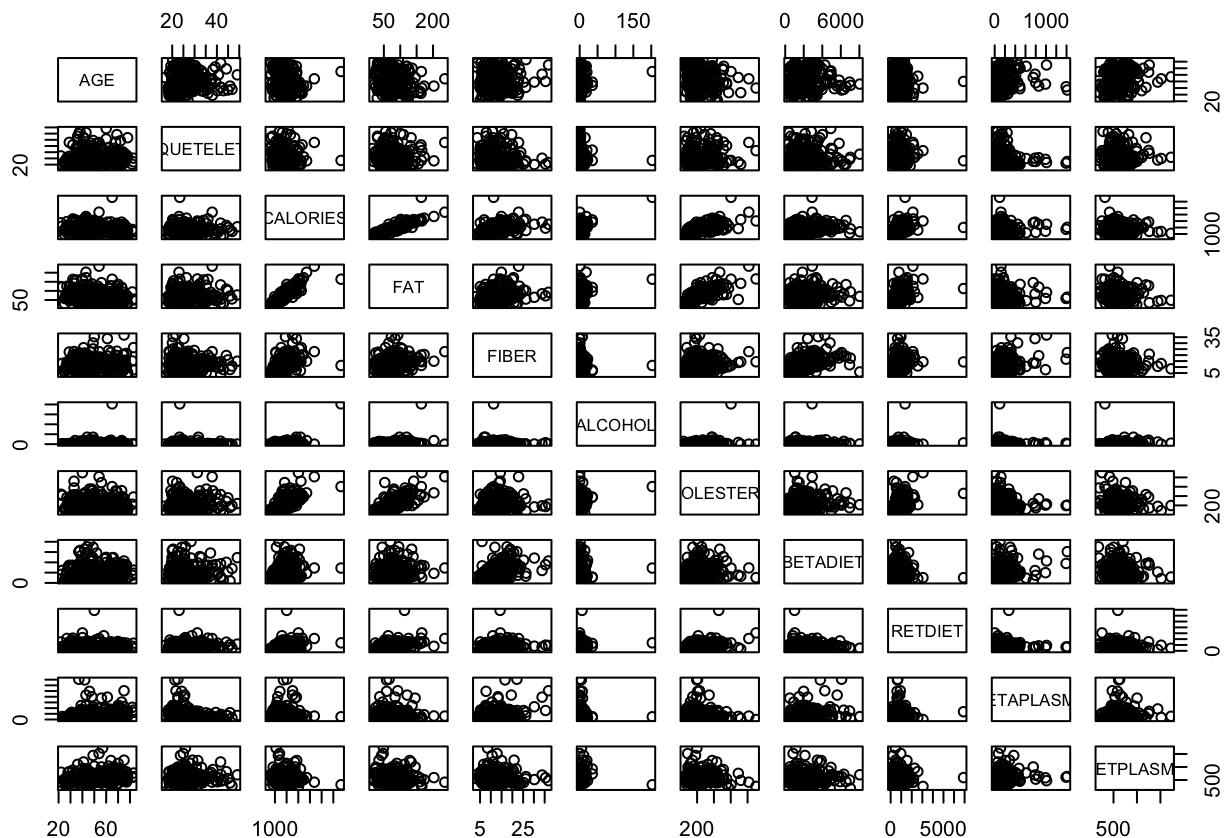 20 40 50 200 0 150 0 6000 0 1000
AGE 20
20 QUETELET
CALORIES 1000
50 FAT
FIBER 5 35
0 ALCOHOL
OLESTER 200
0 BETADIET
RETDIET 0
0 ETAPLASM
ETPLASM 500
20 60 1000 5 25 200 0 5000 500